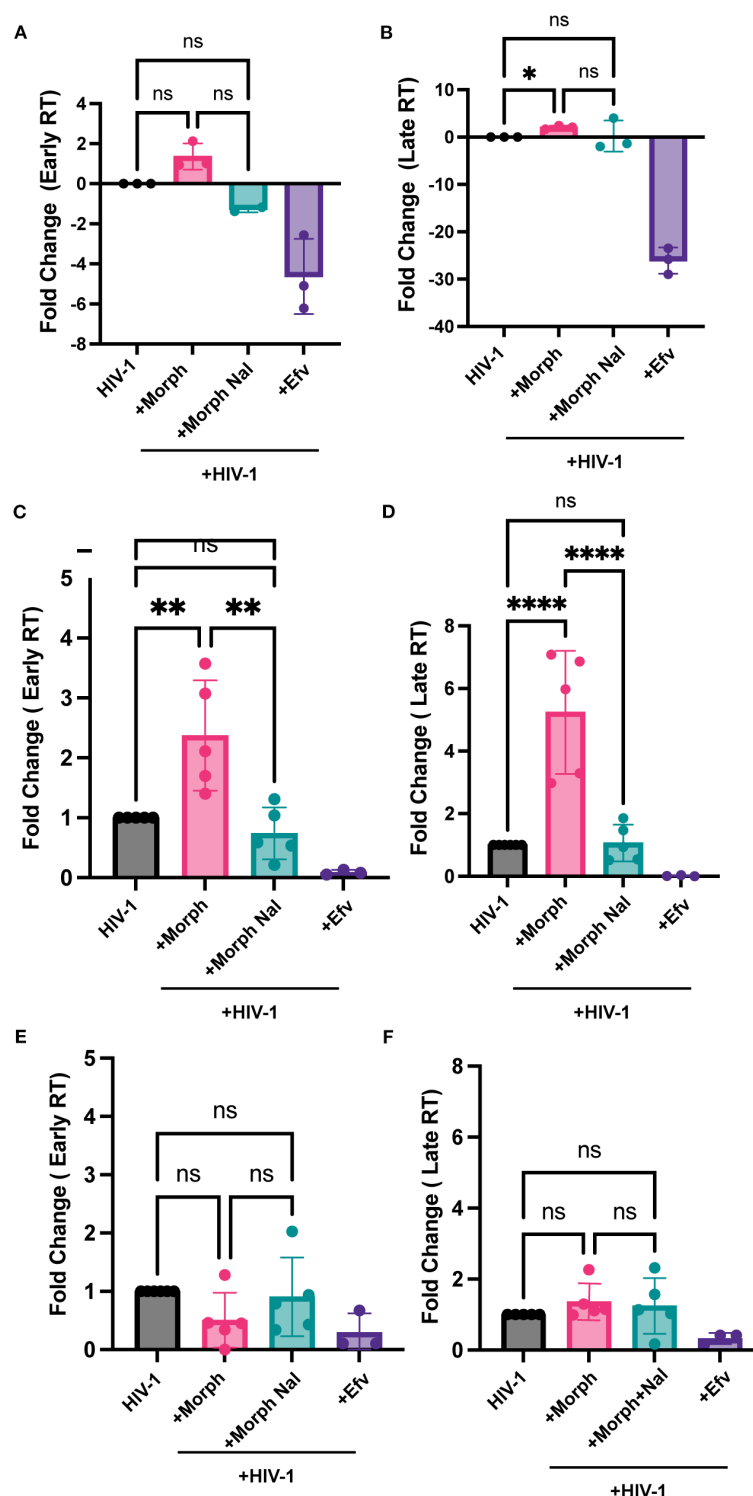 A
ns
ns
ns
Fold Change (Early RT)
4
2
0
-2
-4
-6
-8
HIV-1
+Morph
+Morph Nal
+Efv
+HIV-1
B
ns
*
ns
Fold Change (Late RT)
10
0
-10
-20
-30
-40
HIV-1
+Morph
+Morph Nal
+Efv
+HIV-1
C
ns
**
**
Fold Change ( Early RT)
5
4
3
2
1
0
HIV-1
+Morph
+Morph Nal
+Efv
+HIV-1
D
ns
****
****
Fold Change ( Late RT)
8
6
4
2
0
HIV-1
+Morph
+Morph Nal
+Efv
+HIV-1
E
ns
ns
ns
Fold Change ( Early RT)
5
4
3
2
1
0
HIV-1
+Morph
+Morph Nal
+Efv
+HIV-1
F
ns
ns
ns
Fold Change ( Late RT)
8
6
4
2
0
HIV-1
+Morph
+Morph+Nal
+Efv
+HIV-1